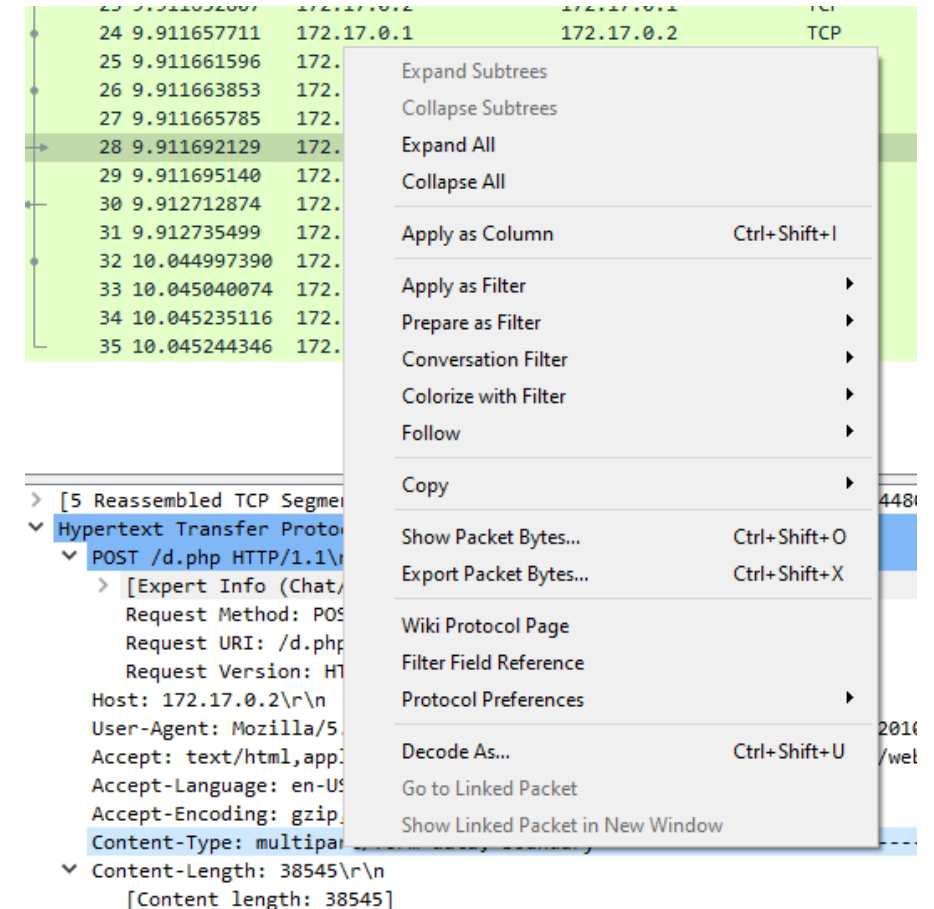 24 9.911657711 172.17.0.1 172.17.0.2 TCP
25 9.911661596 172.
26 9.911663853 172.
27 9.911665785 172.
28 9.911692129 172.
29 9.911695140 172.
30 9.912712874 172.
31 9.912735499 172.
32 10.044997390 172.
33 10.045040074 172.
34 10.045235116 172.
35 10.045244346 172.
Expand Subtrees
Collapse Subtrees
Expand All
Collapse All
Apply as Column Ctrl+Shift+I
Apply as Filter
Prepare as Filter
Conversation Filter
Colorize with Filter
Follow
Copy
Show Packet Bytes... Ctrl+Shift+O
Export Packet Bytes... Ctrl+Shift+X
Wiki Protocol Page
Filter Field Reference
Protocol Preferences
Decode As... Ctrl+Shift+U
Go to Linked Packet
Show Linked Packet in New Window
[5 Reassembled TCP Segme
Hypertext Transfer Proto
POST /d.php HTTP/1.1\r
[Expert Info (Chat/
Request Method: POS
Request URI: /d.php
Request Version: HT
Host: 172.17.0.2\r\n
User-Agent: Mozilla/5. 2010
Accept: text/html,app /web
Accept-Language: en-US
Accept-Encoding: gzip,
Content-Type: multipar
Content-Length: 38545\r\n
[Content length: 38545]